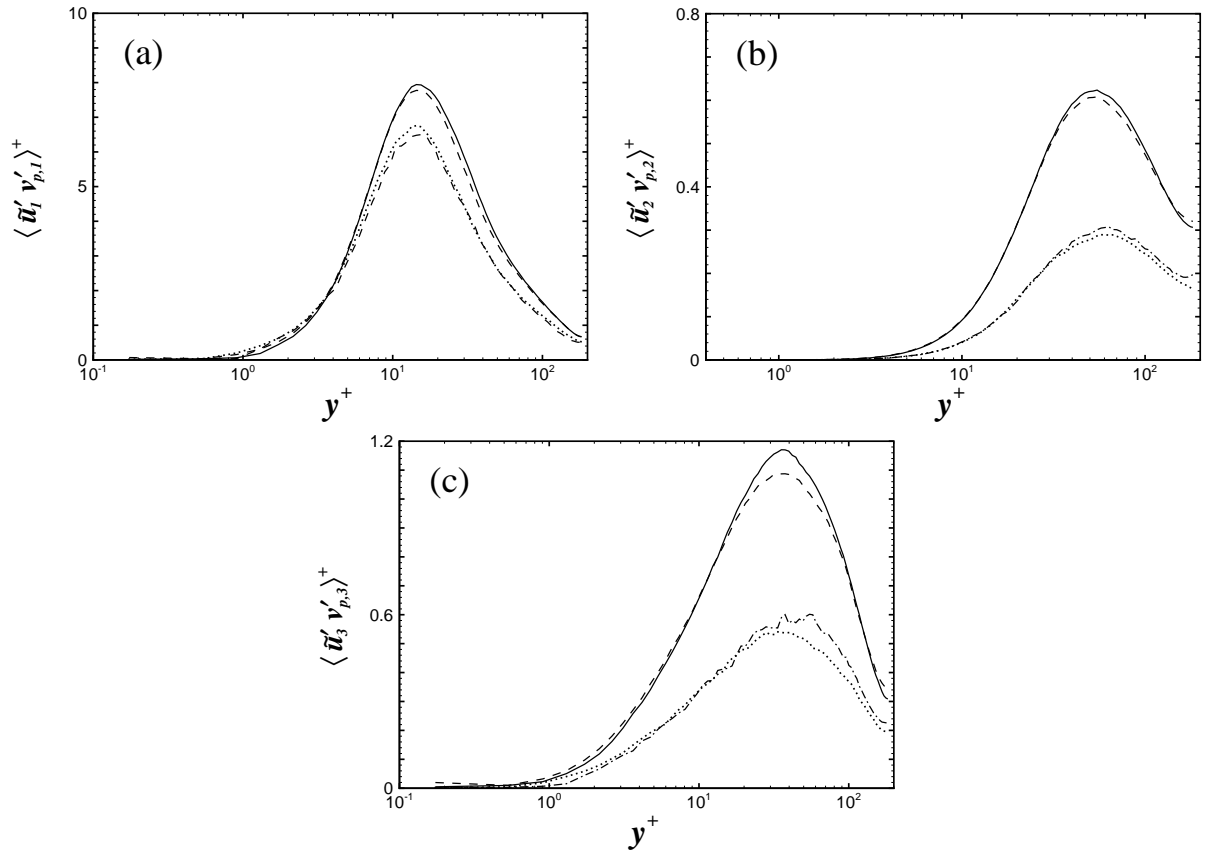 (a)
10
5
0
10⁻¹ 10⁰ 10¹ 10²
y⁺
⟨ ũ′₁ v′ₚ,₁ ⟩⁺
(b)
0.8
0.4
0
10⁰ 10¹ 10²
y⁺
⟨ ũ′₂ v′ₚ,₂ ⟩⁺
(c)
1.2
0.6
0
10⁻¹ 10⁰ 10¹ 10²
y⁺
⟨ ũ′₃ v′ₚ,₃ ⟩⁺